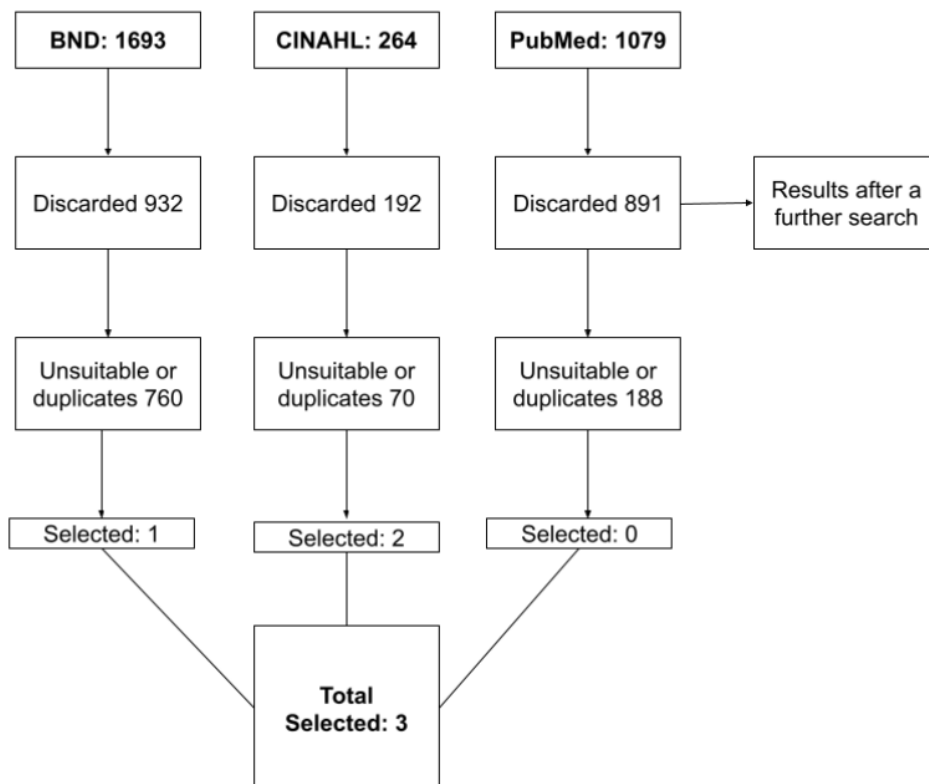 BND: 1693
CINAHL: 264
PubMed: 1079
Discarded 932
Discarded 192
Discarded 891
Results after a
further search
Unsuitable or
duplicates 760
Unsuitable or
duplicates 70
Unsuitable or
duplicates 188
Selected: 1
Selected: 2
Selected: 0
Total
Selected: 3